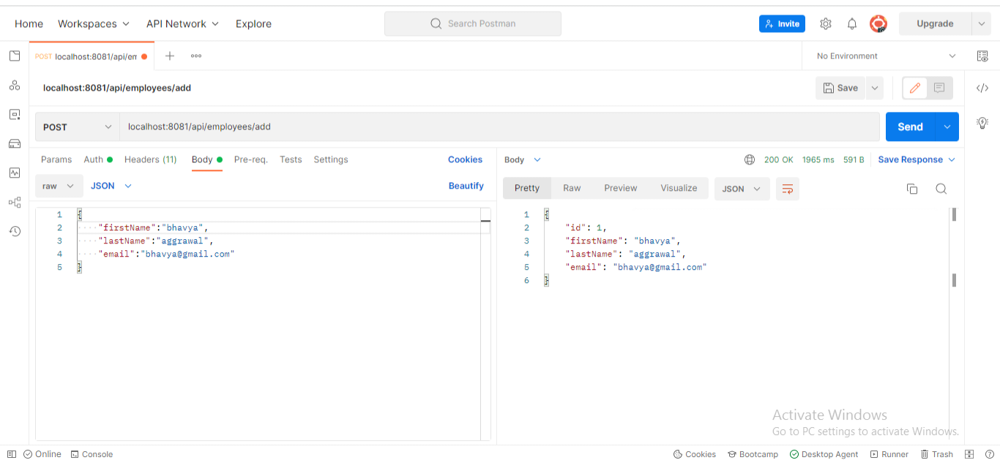 Home Workspaces API Network Explore Search Postman Invite Upgrade
POST localhost:8081/api/em No Environment
localhost:8081/api/employees/add Save
POST localhost:8081/api/employees/add Send
Params Auth Headers (11) Body Pre-req. Tests Settings Cookies
Body 200 OK 1965 ms 591 B Save Response
raw JSON Beautify
Pretty Raw Preview Visualize JSON
1 {
2 ····"firstName":"bhavya",
3 ····"lastName":"aggrawal",
4 ····"email":"bhavya@gmail.com"
5 }
1 {
2 "id": 1,
3 "firstName": "bhavya",
4 "lastName": "aggrawal",
5 "email": "bhavya@gmail.com"
6 }
Activate Windows
Go to PC settings to activate Windows.
Online Console Cookies Bootcamp Desktop Agent Runner Trash